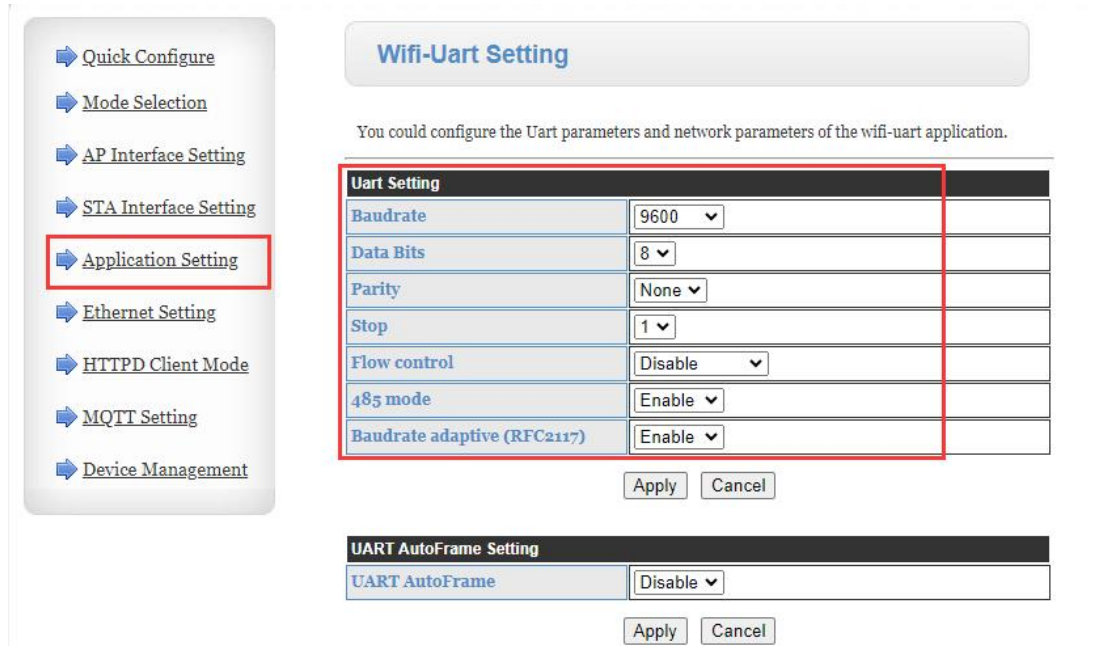 Quick Configure
Mode Selection
AP Interface Setting
STA Interface Setting
Application Setting
Ethernet Setting
HTTPD Client Mode
MQTT Setting
Device Management
Wifi-Uart Setting
You could configure the Uart parameters and network parameters of the wifi-uart application.
Uart Setting
Baudrate 9600
Data Bits 8
Parity None
Stop 1
Flow control Disable
485 mode Enable
Baudrate adaptive (RFC2117) Enable
Apply Cancel
UART AutoFrame Setting
UART AutoFrame Disable
Apply Cancel